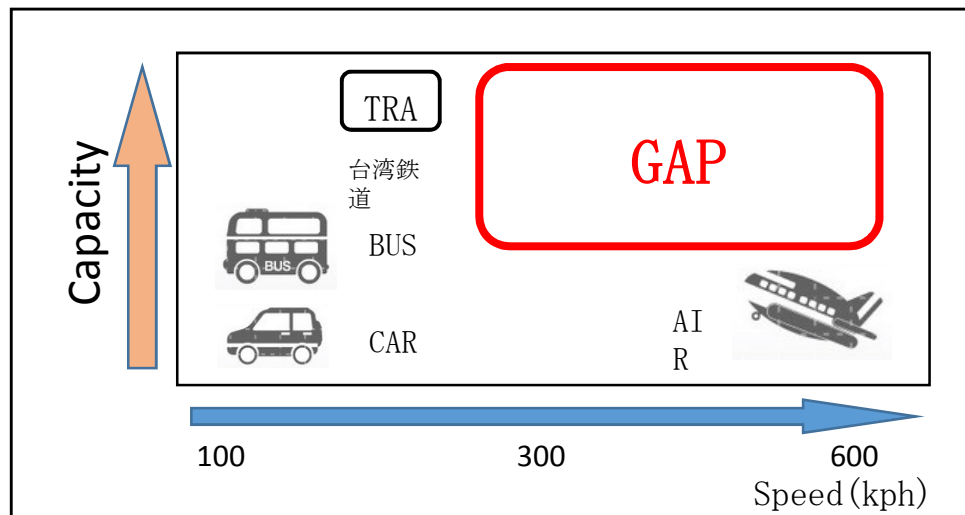 Capacity
TRA
GAP
台湾鉄
道
BUS
BUS
CAR
AI
R
100
300
600
Speed(kph)